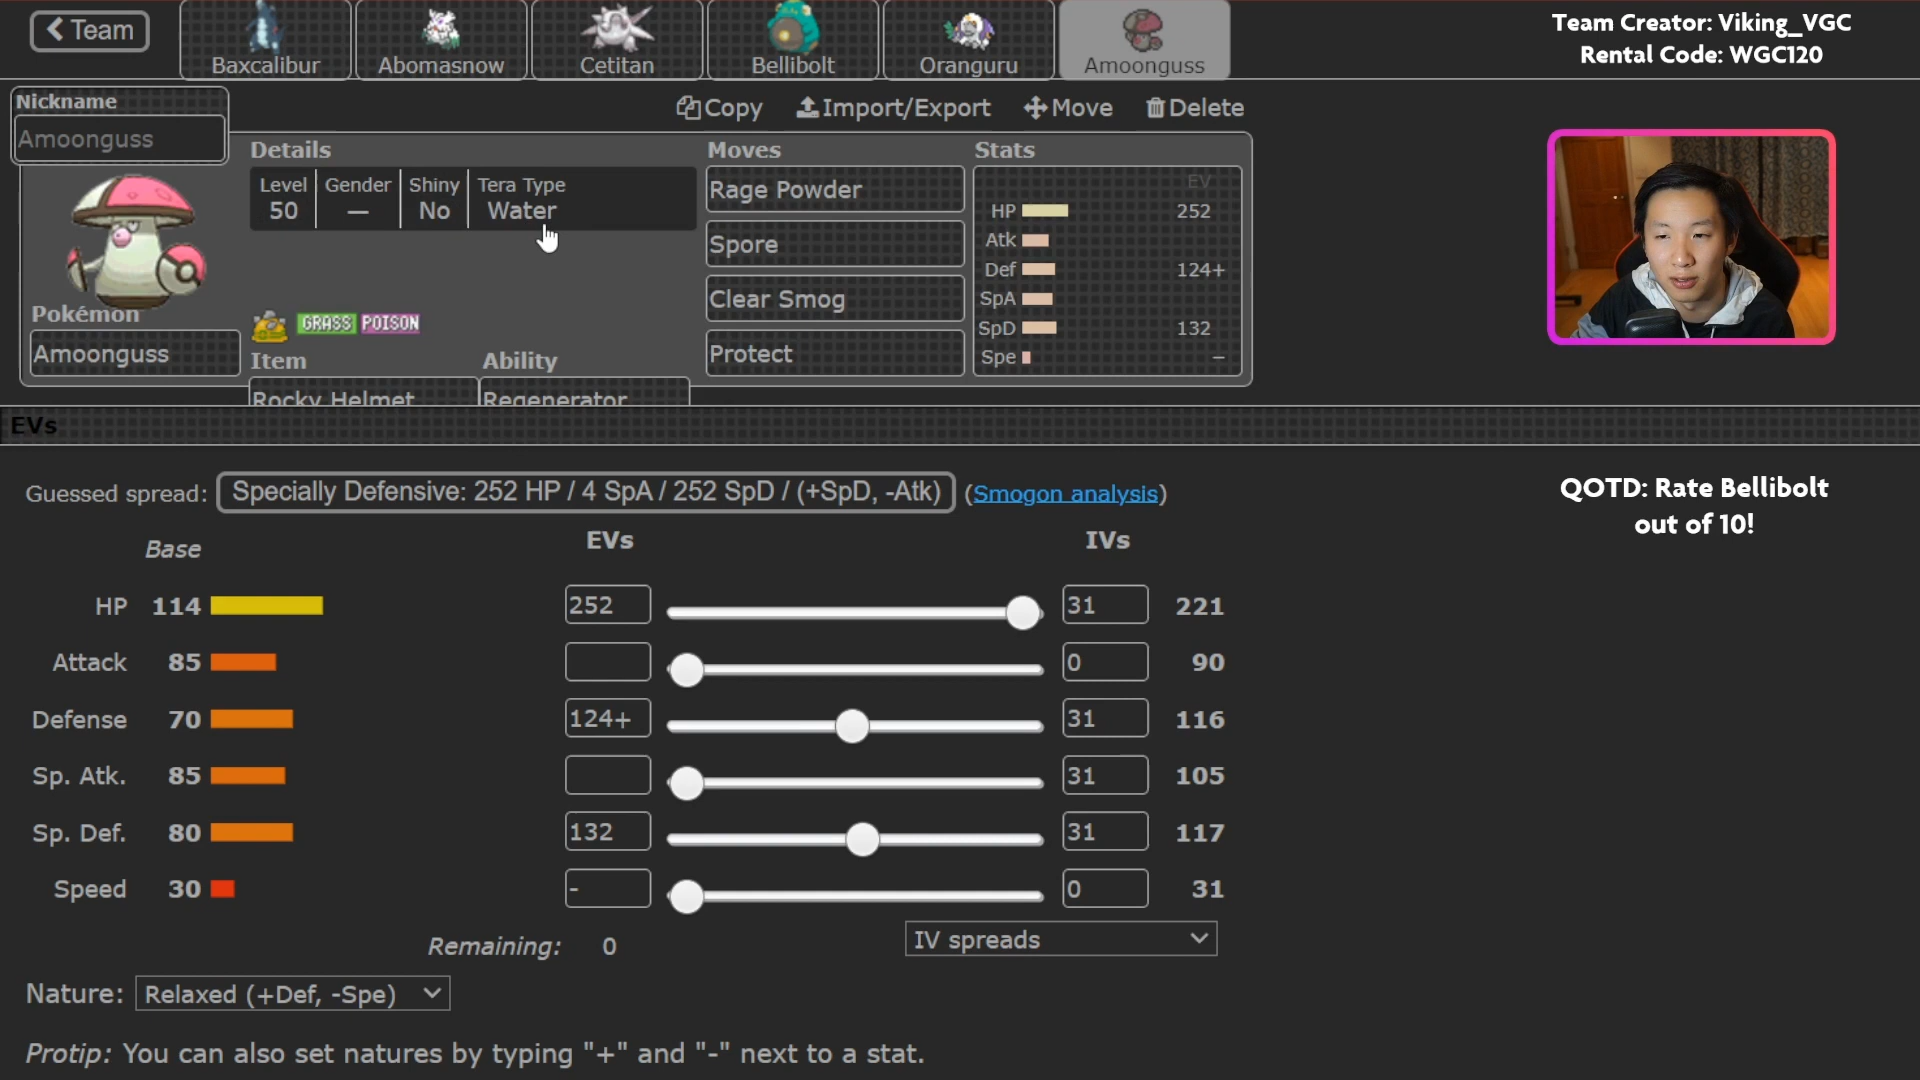 Team
Baxcalibur
Abomasnow
Cetitan
Bellibolt
Oranguru
Amoonguss
Team Creator: Viking_VGC
Rental Code: WGC120
Copy
Import/Export
Move
Delete
Nickname
Amoonguss
Details
Level
50
Gender
—
Shiny
No
Tera Type
Water
GRASS POISON
Pokémon
Amoonguss
Item
Rocky Helmet
Ability
Regenerator
Moves
Rage Powder
Spore
Clear Smog
Protect
Stats
EV
HP 252
Atk
Def 124+
SpA
SpD 132
Spe −
EVs
Guessed spread: Specially Defensive: 252 HP / 4 SpA / 252 SpD / (+SpD, -Atk) (Smogon analysis)
QOTD: Rate Bellibolt
out of 10!
Base EVs IVs
HP 114 252 31 221
Attack 85 0 90
Defense 70 124+ 31 116
Sp. Atk. 85 31 105
Sp. Def. 80 132 31 117
Speed 30 - 0 31
Remaining: 0
IV spreads
Nature: Relaxed (+Def, -Spe)
Protip: You can also set natures by typing "+" and "-" next to a stat.